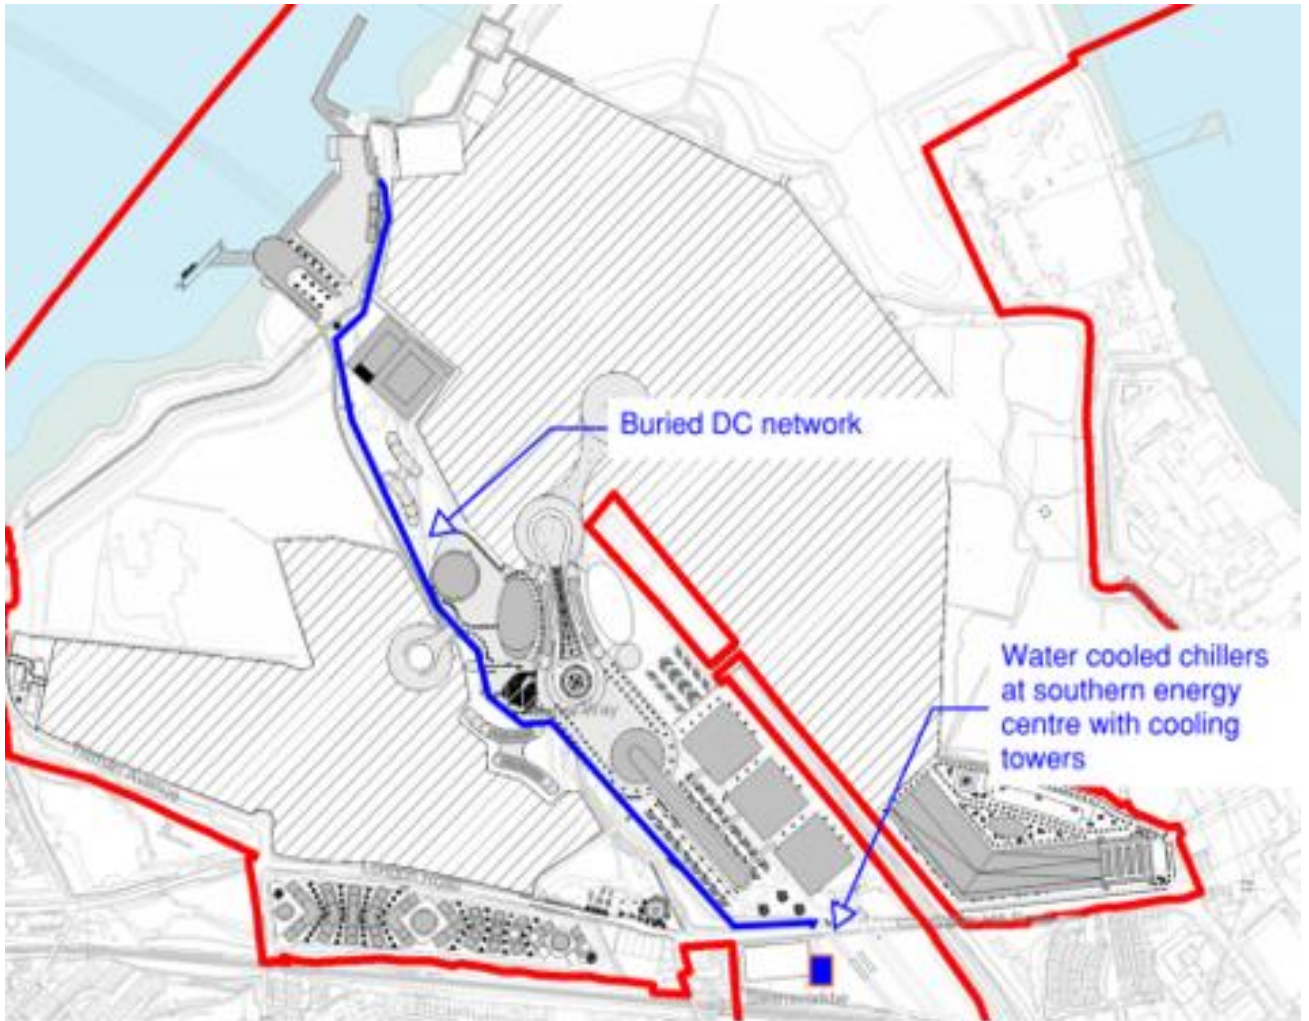 Buried DC network
Water cooled chillers
at southern energy
centre with cooling
towers